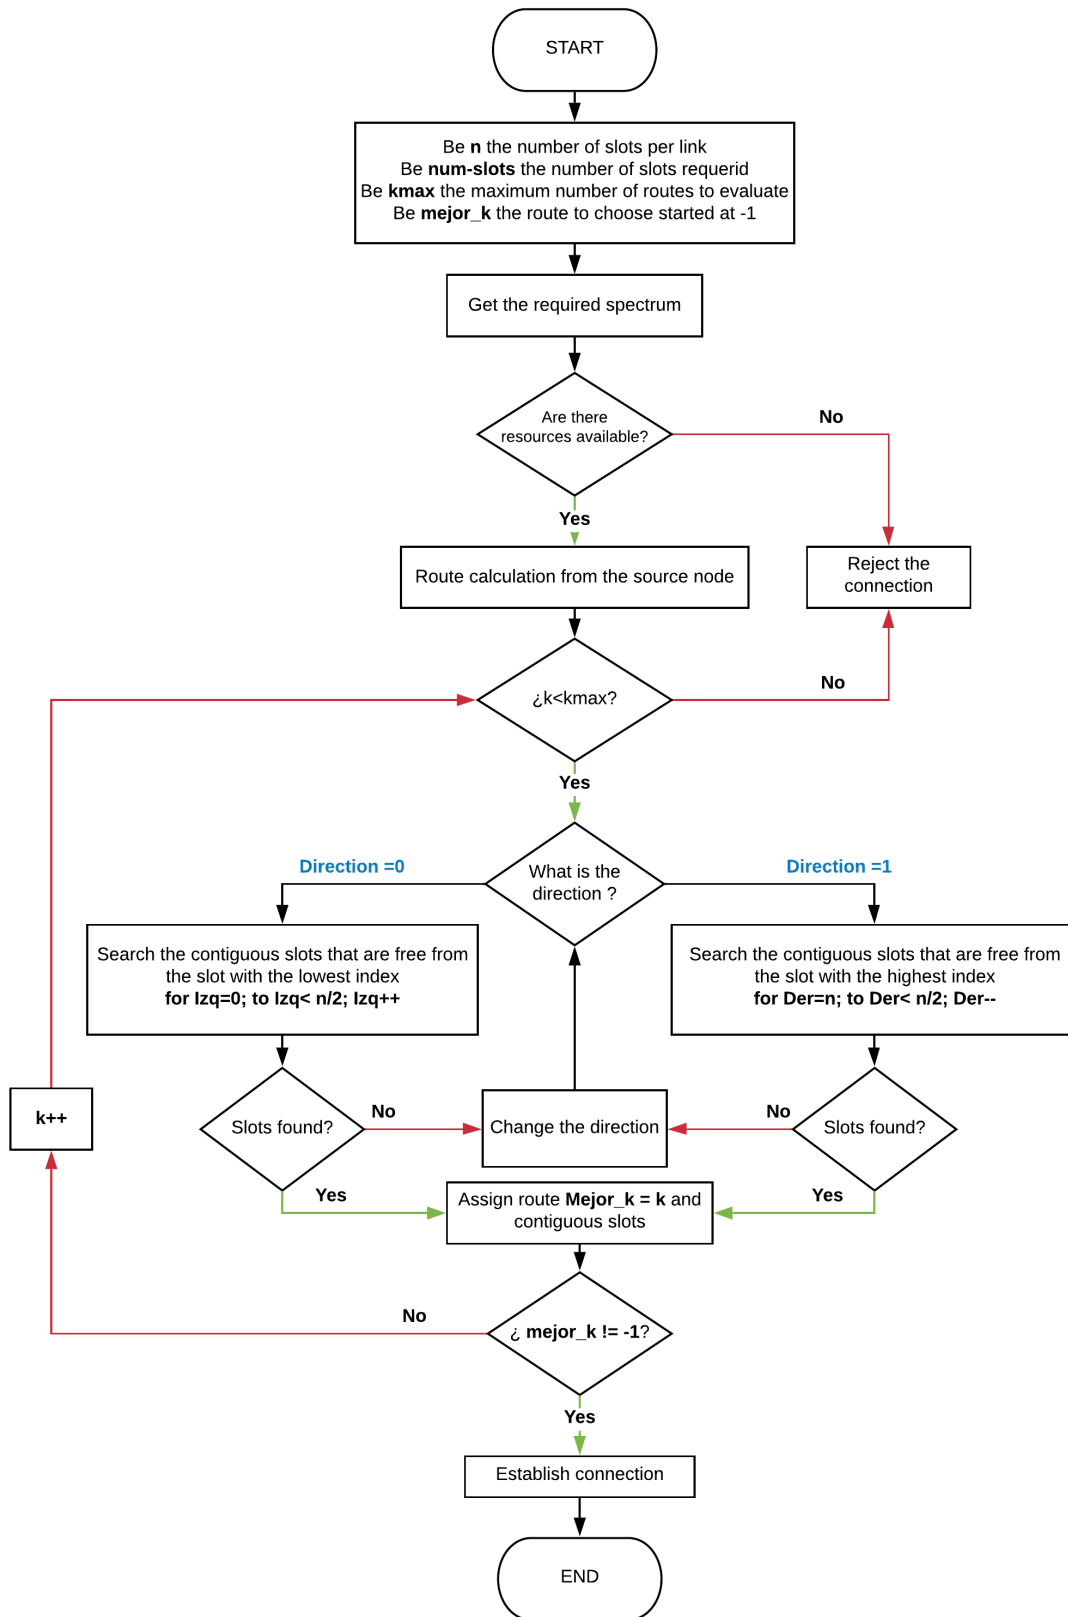 START
Be n the number of slots per link
Be num-slots the number of slots requerid
Be kmax the maximum number of routes to evaluate
Be mejor_k the route to choose started at -1
Get the required spectrum
Are there
resources available?
No
Yes
Route calculation from the source node
Reject the
connection
¿k<kmax?
No
Yes
What is the
direction ?
Direction =0
Direction =1
Search the contiguous slots that are free from
the slot with the lowest index
for Izq=0; to Izq< n/2; Izq++
Search the contiguous slots that are free from
the slot with the highest index
for Der=n; to Der< n/2; Der--
k++
Slots found?
No
Change the direction
No
Slots found?
Yes
Assign route Mejor_k = k and
contiguous slots
Yes
No
¿ mejor_k != -1?
Yes
Establish connection
END